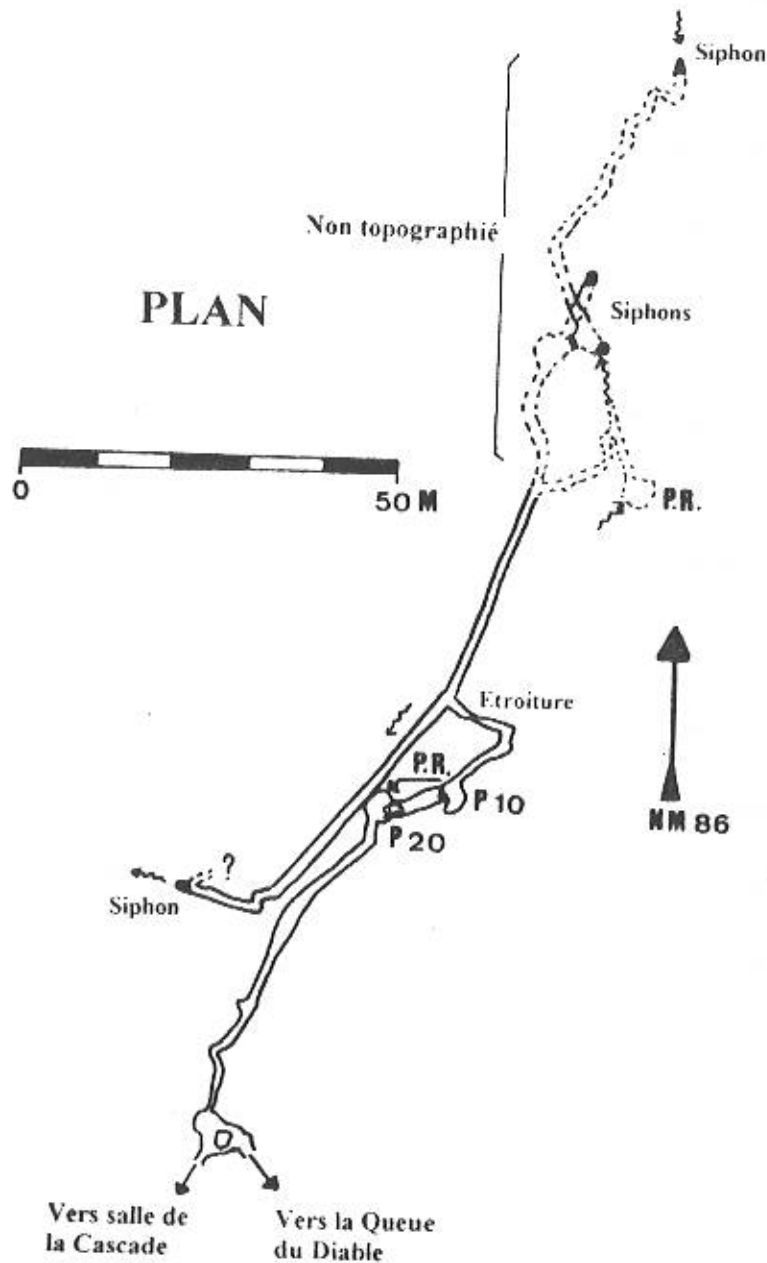 Siphon
Non topographié
PLAN
Siphons
0
50 M
P.R.
Etroiture
P.R.
P 10
P 20
NM 86
?
Siphon
Vers salle de
la Cascade
Vers la Queue
du Diable